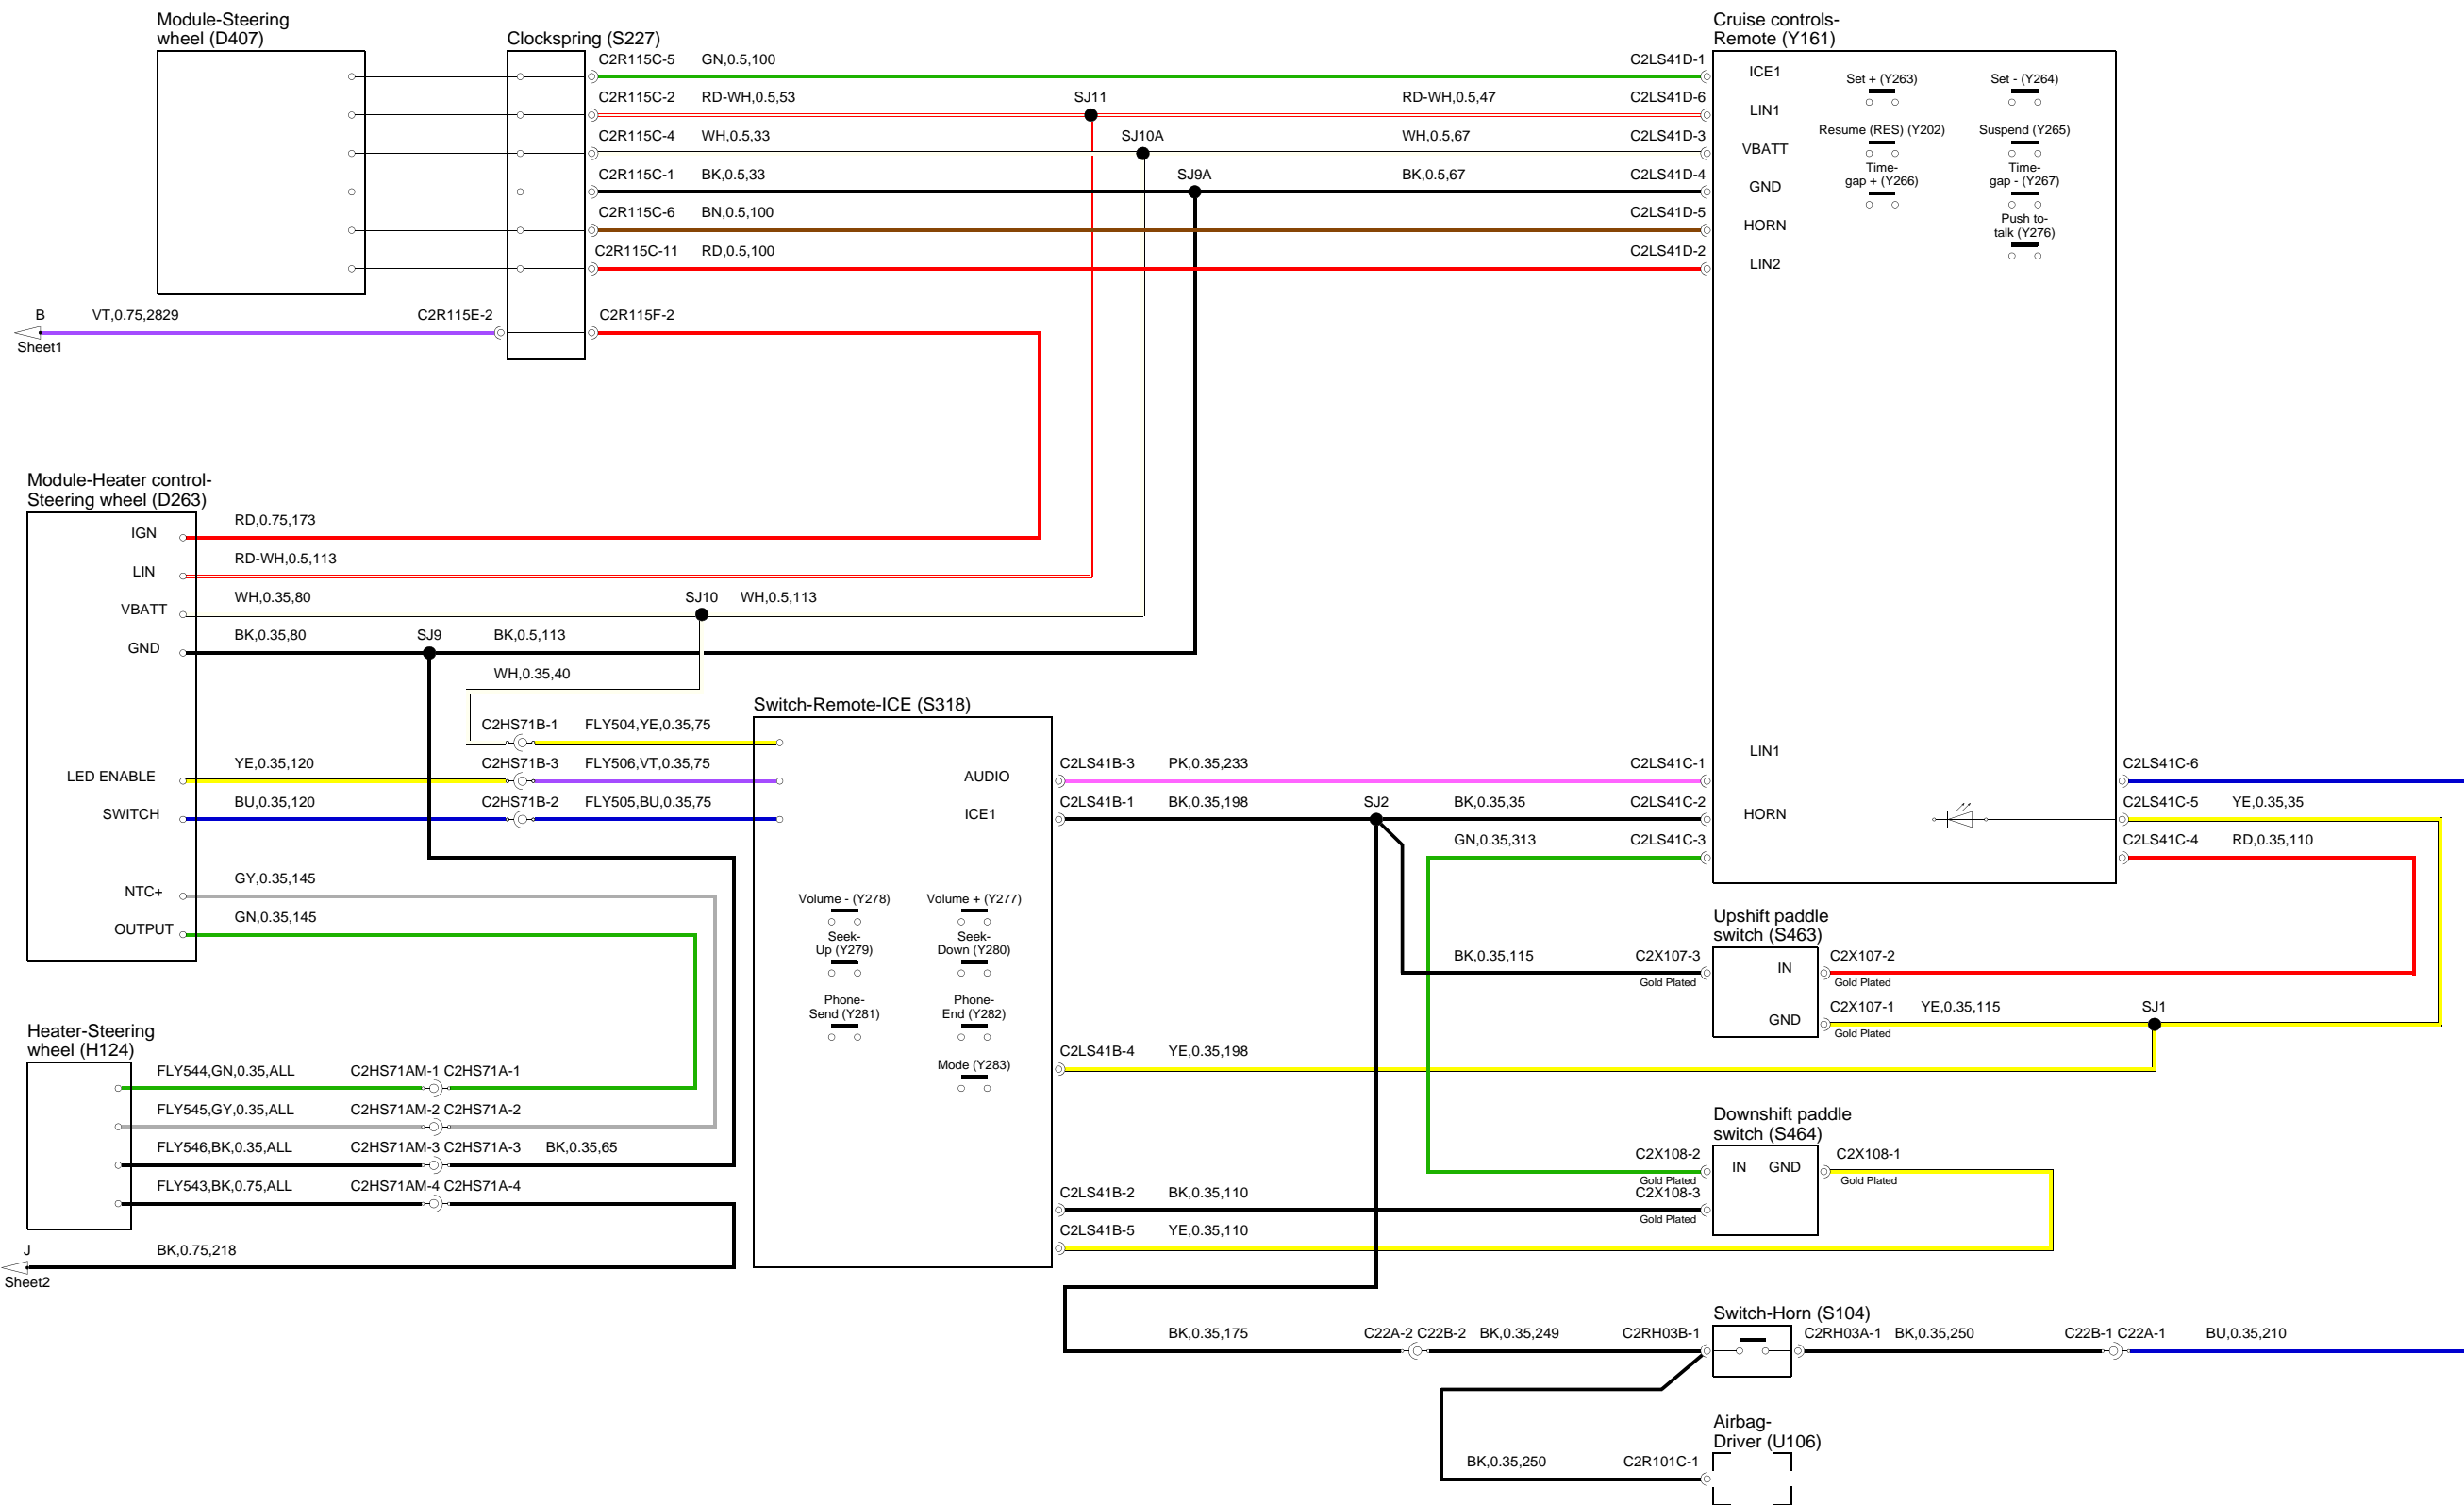 Module-Steering
wheel (D407)
Clockspring (S227)
Cruise controls-
Remote (Y161)
C2R115C-5 GN,0.5,100 C2LS41D-1
ICE1
Set + (Y263) Set - (Y264)
C2R115C-2 RD-WH,0.5,53 SJ11 RD-WH,0.5,47 C2LS41D-6
LIN1
C2R115C-4 WH,0.5,33 SJ10A WH,0.5,67 C2LS41D-3
Resume (RES) (Y202) Suspend (Y265)
VBATT
Time-
gap + (Y266)
Time-
gap - (Y267)
C2R115C-1 BK,0.5,33 SJ9A BK,0.5,67 C2LS41D-4
GND
C2R115C-6 BN,0.5,100 C2LS41D-5
HORN
Push to-
talk (Y276)
C2R115C-11 RD,0.5,100 C2LS41D-2
LIN2
B VT,0.75,2829 C2R115E-2 C2R115F-2
Sheet1
Module-Heater control-
Steering wheel (D263)
IGN RD,0.75,173
LIN RD-WH,0.5,113
VBATT WH,0.35,80 SJ10 WH,0.5,113
GND BK,0.35,80 SJ9 BK,0.5,113
WH,0.35,40
Switch-Remote-ICE (S318)
C2HS71B-1 FLY504,YE,0.35,75
LED ENABLE YE,0.35,120 C2HS71B-3 FLY506,VT,0.35,75
AUDIO C2LS41B-3 PK,0.35,233 C2LS41C-1
LIN1
C2LS41C-6
SWITCH BU,0.35,120 C2HS71B-2 FLY505,BU,0.35,75
ICE1 C2LS41B-1 BK,0.35,198 SJ2 BK,0.35,35 C2LS41C-2
HORN
C2LS41C-5 YE,0.35,35
GN,0.35,313 C2LS41C-3
C2LS41C-4 RD,0.35,110
NTC+ GY,0.35,145
OUTPUT GN,0.35,145
Volume - (Y278) Volume + (Y277)
Seek-
Up (Y279)
Seek-
Down (Y280)
Phone-
Send (Y281)
Phone-
End (Y282)
Mode (Y283)
Upshift paddle
switch (S463)
BK,0.35,115 C2X107-3
Gold Plated
IN
C2X107-2
Gold Plated
GND
C2X107-1 YE,0.35,115 SJ1
Gold Plated
Heater-Steering
wheel (H124)
C2LS41B-4 YE,0.35,198
FLY544,GN,0.35,ALL C2HS71AM-1 C2HS71A-1
FLY545,GY,0.35,ALL C2HS71AM-2 C2HS71A-2
FLY546,BK,0.35,ALL C2HS71AM-3 C2HS71A-3 BK,0.35,65
FLY543,BK,0.75,ALL C2HS71AM-4 C2HS71A-4
Downshift paddle
switch (S464)
C2X108-2
Gold Plated
IN GND
C2X108-1
Gold Plated
C2LS41B-2 BK,0.35,110 C2X108-3
Gold Plated
C2LS41B-5 YE,0.35,110
J BK,0.75,218
Sheet2
Switch-Horn (S104)
BK,0.35,175 C22A-2 C22B-2 BK,0.35,249 C2RH03B-1
C2RH03A-1 BK,0.35,250 C22B-1 C22A-1 BU,0.35,210
Airbag-
Driver (U106)
BK,0.35,250 C2R101C-1